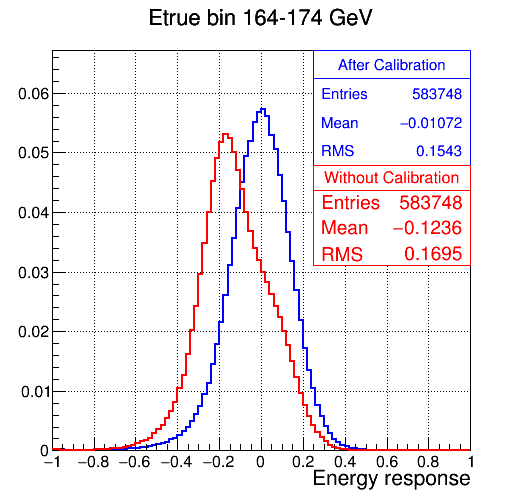 Etrue bin 164-174 GeV
After Calibration
Entries 583748
Mean −0.01072
RMS 0.1543
Without Calibration
Entries 583748
Mean −0.1236
RMS 0.1695
0.06
0.05
0.04
0.03
0.02
0.01
0
−1 −0.8 −0.6 −0.4 −0.2 0 0.2 0.4 0.6 0.8 1
Energy response